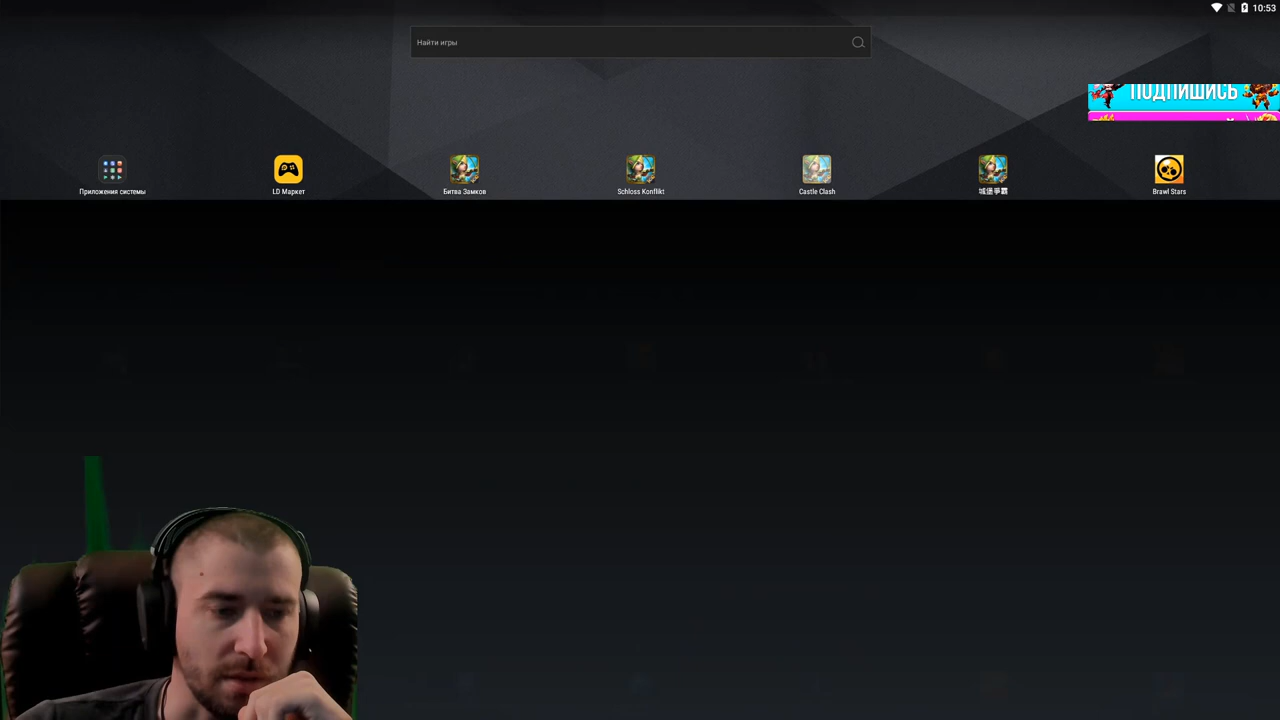 10:53
Найти игры
ПОДПИШИСЬ
Приложения системы
LD Маркет
Битва Замков
Schloss Konflikt
Castle Clash
城堡爭霸
Brawl Stars